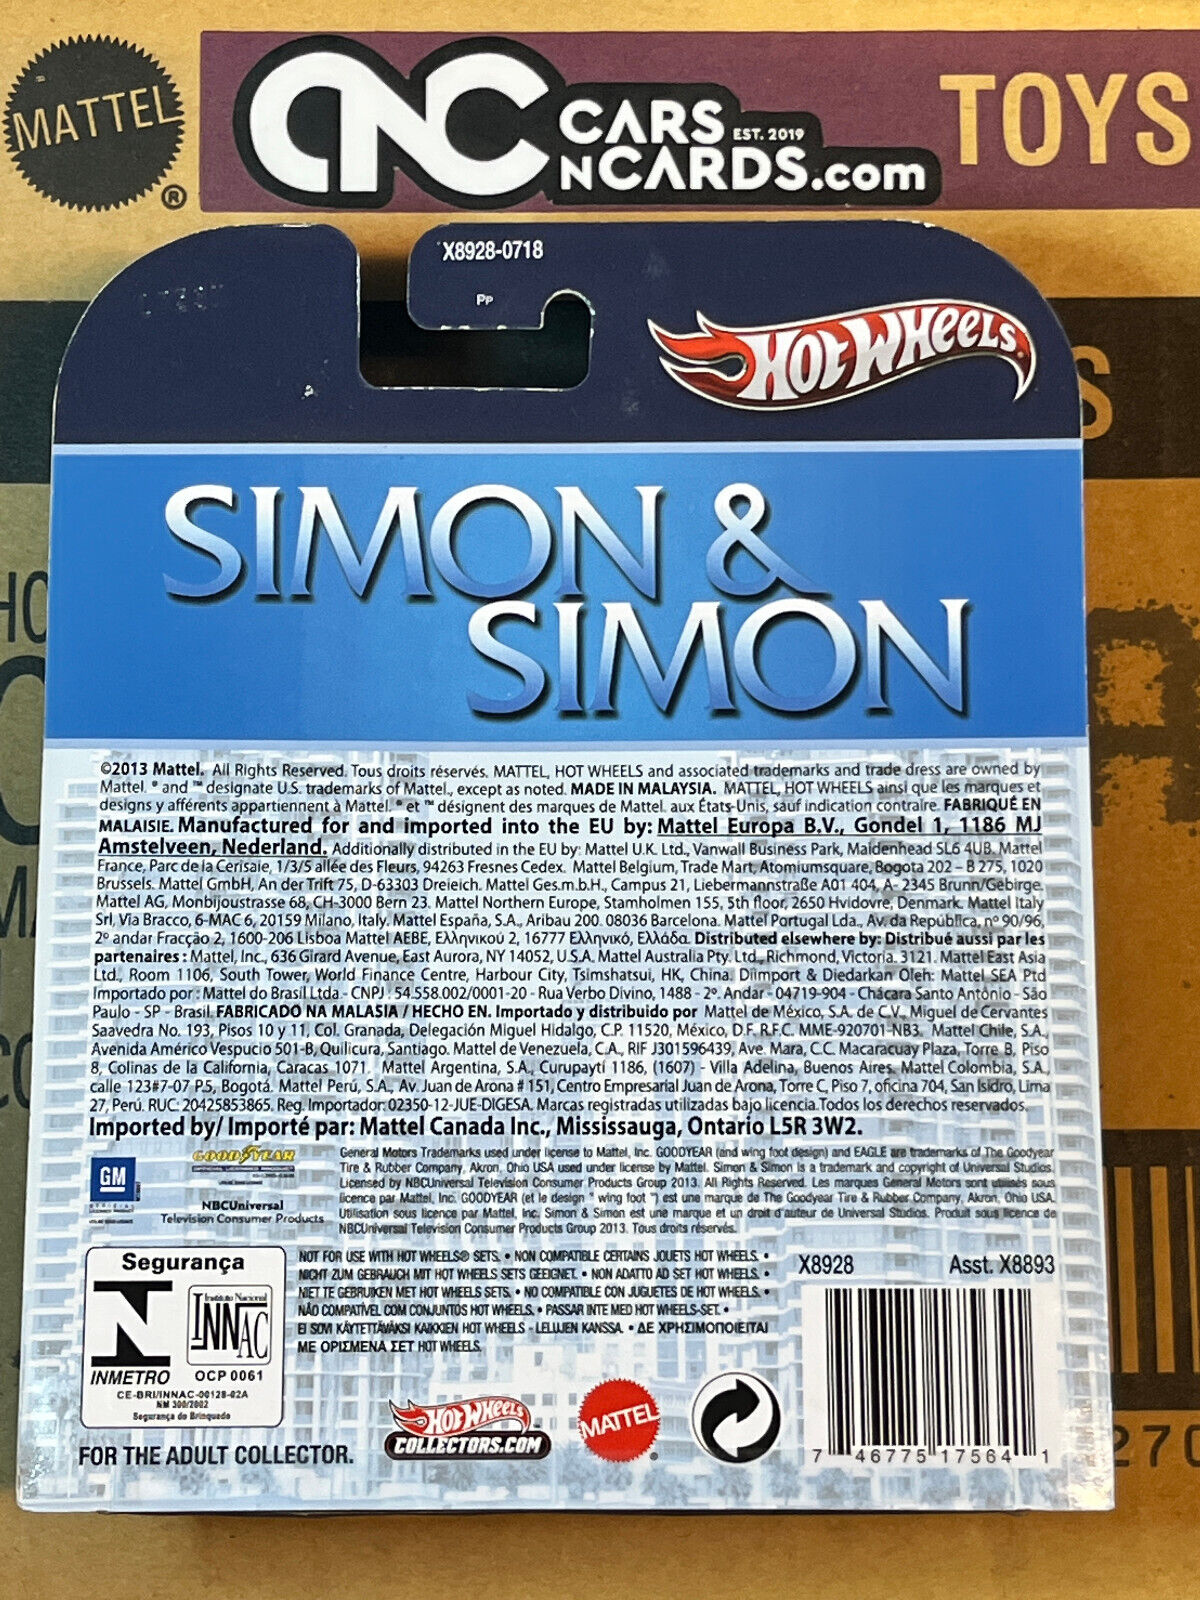 MATTEL
®
CNC
CARS
EST. 2019
NCARDS.com
TOYS
X8928-0718
PP
HOT WHEELS
SIMON &
SIMON
©2013 Mattel. All Rights Reserved. Tous droits réservés. MATTEL, HOT WHEELS and associated trademarks and trade dress are owned by
Mattel. ® and ™ designate U.S. trademarks of Mattel., except as noted. MADE IN MALAYSIA. MATTEL, HOT WHEELS ainsi que les marques et
designs y afférents appartiennent à Mattel. ® et ™ désignent des marques de Mattel. aux États-Unis, sauf indication contraire. FABRIQUÉ EN
MALAISIE. Manufactured for and imported into the EU by: Mattel Europa B.V., Gondel 1, 1186 MJ
Amstelveen, Nederland. Additionally distributed in the EU by: Mattel U.K. Ltd., Vanwall Business Park, Maidenhead SL6 4UB. Mattel
France, Parc de la Cerisaie, 1/3/5 allée des Fleurs, 94263 Fresnes Cedex. Mattel Belgium, Trade Mart, Atomiumsquare, Bogota 202 – B 275, 1020
Brussels. Mattel GmbH, An der Trift 75, D-63303 Dreieich. Mattel Ges.m.b.H., Campus 21, Liebermannstraße A01 404, A- 2345 Brunn/Gebirge.
Mattel AG, Monbijoustrasse 68, CH-3000 Bern 23. Mattel Northern Europe, Stamholmen 155, 5th floor, 2650 Hvidovre, Denmark. Mattel Italy
Srl, Via Bracco, 6-MAC 6, 20159 Milano, Italy. Mattel España, S.A., Aribau 200. 08036 Barcelona. Mattel Portugal Lda., Av. da República, nº 90/96,
2º andar Fracção 2, 1600-206 Lisboa Mattel AEBE, Ελληνικού 2, 16777 Ελληνικό, Ελλάδα. Distributed elsewhere by: Distribué aussi par les
partenaires : Mattel, Inc., 636 Girard Avenue, East Aurora, NY 14052, U.S.A. Mattel Australia Pty. Ltd., Richmond, Victoria. 3121. Mattel East Asia
Ltd., Room 1106, South Tower, World Finance Centre, Harbour City, Tsimshatsui, HK, China. Diimport & Diedarkan Oleh: Mattel SEA Ptd
Importado por : Mattel do Brasil Ltda.- CNPJ : 54.558.002/0001-20 - Rua Verbo Divino, 1488 - 2º. Andar - 04719-904 - Chácara Santo Antônio - São
Paulo - SP - Brasil. FABRICADO NA MALASIA / HECHO EN. Importado y distribuido por Mattel de México, S.A. de C.V., Miguel de Cervantes
Saavedra No. 193, Pisos 10 y 11, Col. Granada, Delegación Miguel Hidalgo, C.P. 11520, México, D.F. R.F.C. MME-920701-NB3. Mattel Chile, S.A.,
Avenida Américo Vespucio 501-B, Quilicura, Santiago. Mattel de Venezuela, C.A., RIF J301596439, Ave. Mara, C.C. Macaracuay Plaza, Torre B, Piso
8, Colinas de la California, Caracas 1071. Mattel Argentina, S.A., Curupaytí 1186, (1607) - Villa Adelina, Buenos Aires. Mattel Colombia, S.A.,
calle 123#7-07 P.5, Bogotá. Mattel Perú, S.A., Av. Juan de Arona # 151, Centro Empresarial Juan de Arona, Torre C, Piso 7, oficina 704, San Isidro, Lima
27, Perú. RUC: 20425853865. Reg. Importador: 02350-12-JUE-DIGESA. Marcas registradas utilizadas bajo licencia.Todos los derechos reservados.
Imported by/ Importé par: Mattel Canada Inc., Mississauga, Ontario L5R 3W2.
GM
GOODYEAR
NBCUniversal
Television Consumer Products
General Motors Trademarks used under license to Mattel, Inc. GOODYEAR (and wing foot design) and EAGLE are trademarks of The Goodyear
Tire & Rubber Company, Akron, Ohio USA used under license by Mattel. Simon & Simon is a trademark and copyright of Universal Studios.
Licensed by NBCUniversal Television Consumer Products Group 2013. All Rights Reserved. Les marques General Motors sont utilisés sous
licence par Mattel, Inc. GOODYEAR (et le design " wing foot ") est une marque de The Goodyear Tire & Rubber Company, Akron, Ohio USA.
Utilisation sous licence par Mattel, Inc. Simon & Simon est une marque et un droit d'auteur de Universal Studios. Produit sous licence de
NBCUniversal Television Consumer Products Group 2013. Tous droits réservés.
Segurança
INMETRO
Instituto Nacional
INNAC
OCP 0061
CE-BRI/INNAC-00128-02A
NM 300/2002
Segurança do Brinquedo
NOT FOR USE WITH HOT WHEELS® SETS. • NON COMPATIBLE CERTAINS JOUETS HOT WHEELS. •
NICHT ZUM GEBRAUCH MIT HOT WHEELS SETS GEEIGNET. • NON ADATTO AD SET HOT WHEELS. •
NIET TE GEBRUIKEN MET HOT WHEELS SETS. • NO COMPATIBLE CON JUGUETES DE HOT WHEELS. •
NÃO COMPATÍVEL COM CONJUNTOS HOT WHEELS. • PASSAR INTE MED HOT WHEELS-SET. •
EI SOVI KÄYTETTÄVÄKSI KAIKKIEN HOT WHEELS - LELUJEN KANSSA. • ΔΕ ΧΡΗΣΙΜΟΠΟΙΕΙΤΑΙ
ΜΕ ΟΡΙΣΜΕΝΑ ΣΕΤ HOT WHEELS.
X8928
Asst. X8893
FOR THE ADULT COLLECTOR.
HOT WHEELS
COLLECTORS.COM
MATTEL
7 46775 17564 1
270